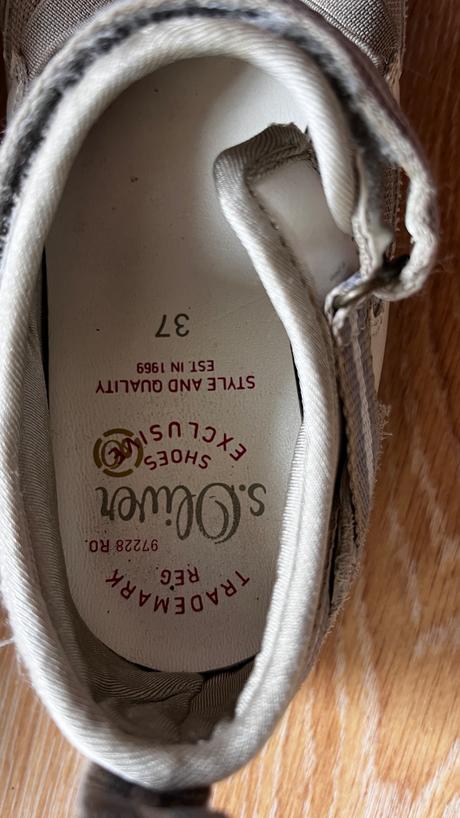 TRADEMARK
REG
97228 RO.
s.Oliver
SHOES
EXCLUSIVE
STYLE AND QUALITY
EST. IN 1969
37